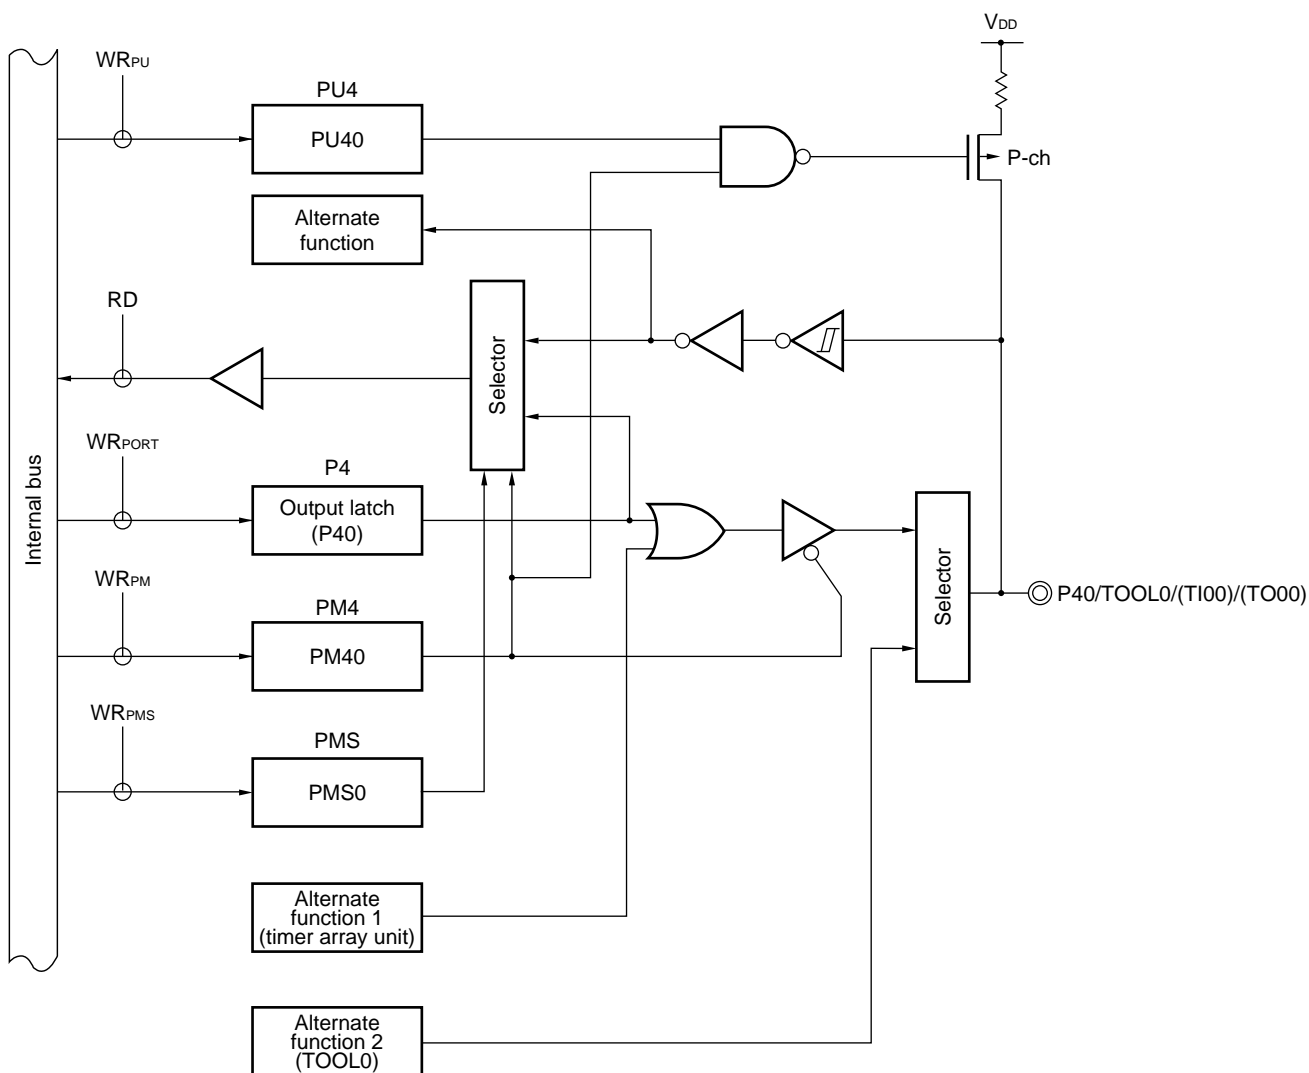 VDD
WRPU
PU4
PU40
P-ch
Alternate
function
RD
Selector
WRPORT
P4
Output latch
(P40)
Internal bus
WRPM
PM4
PM40
Selector
P40/TOOL0/(TI00)/(TO00)
WRPMS
PMS
PMS0
Alternate
function 1
(timer array unit)
Alternate
function 2
(TOOL0)